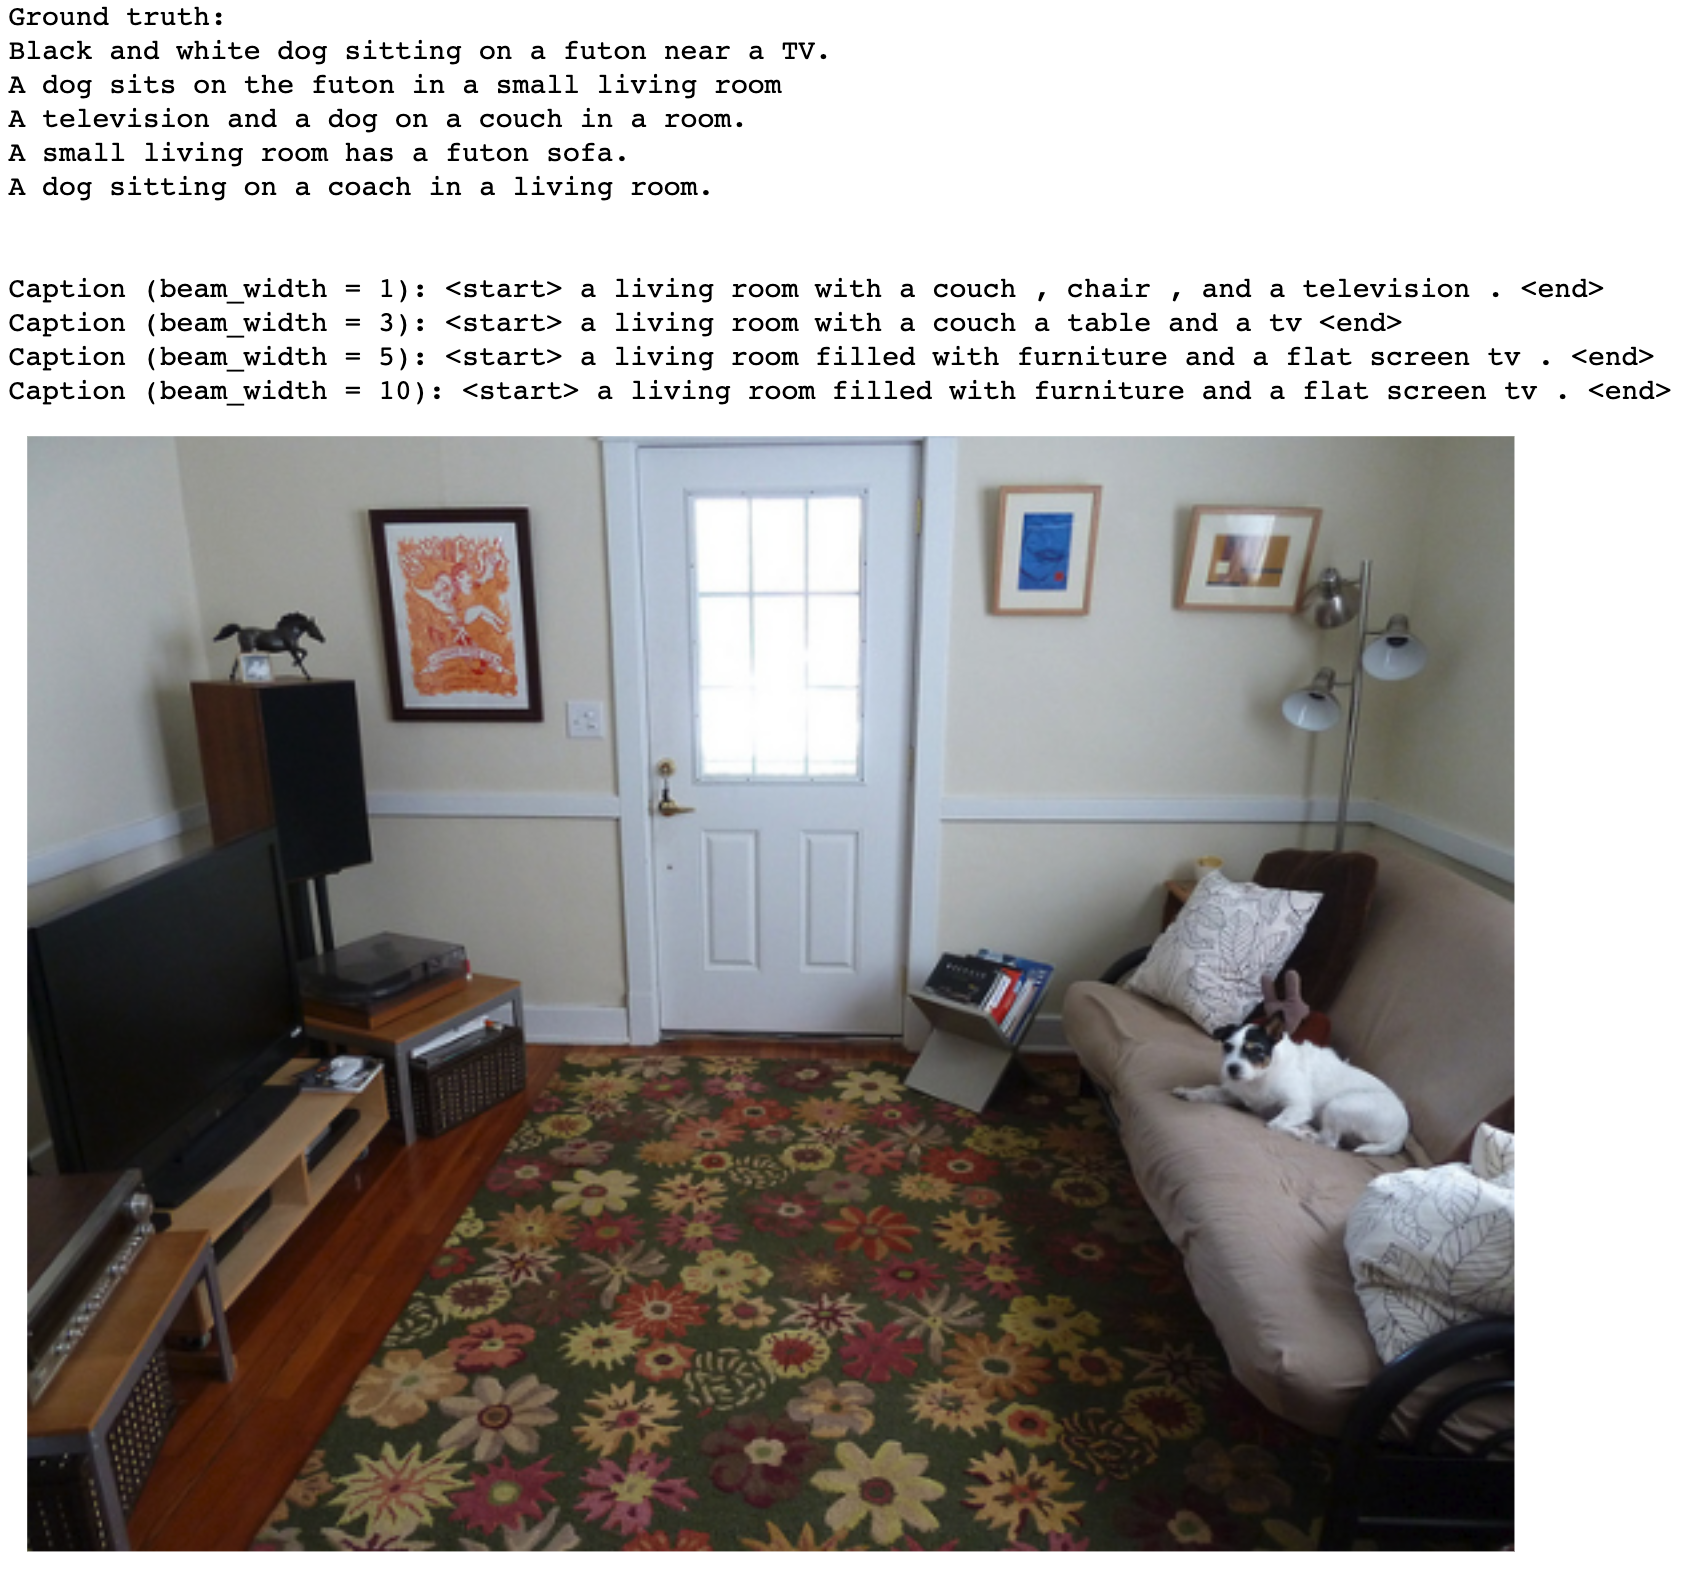 Ground truth:
Black and white dog sitting on a futon near a TV.
A dog sits on the futon in a small living room
A television and a dog on a couch in a room.
A small living room has a futon sofa.
A dog sitting on a coach in a living room.
Caption (beam_width = 1): <start> a living room with a couch , chair , and a television . <end>
Caption (beam_width = 3): <start> a living room with a couch a table and a tv <end>
Caption (beam_width = 5): <start> a living room filled with furniture and a flat screen tv . <end>
Caption (beam_width = 10): <start> a living room filled with furniture and a flat screen tv . <end>